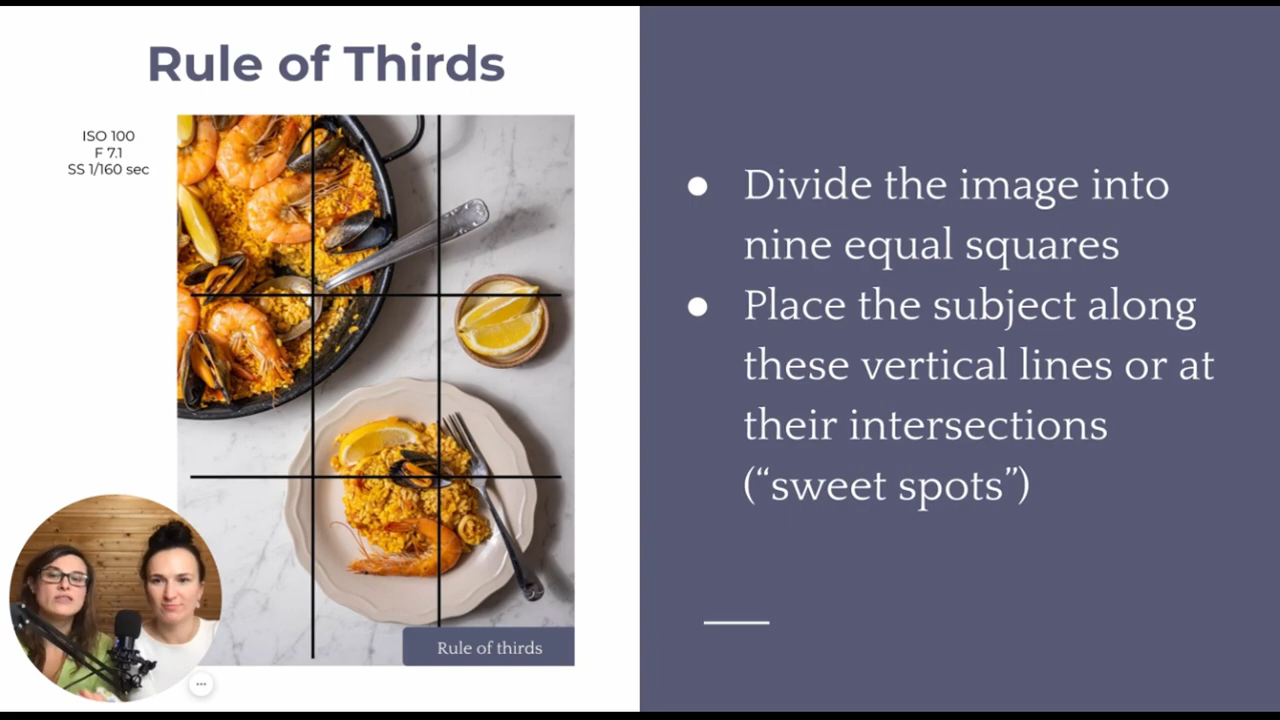 Rule of Thirds
ISO 100
F 7.1
SS 1/160 sec
Rule of thirds
● Divide the image into
nine equal squares
● Place the subject along
these vertical lines or at
their intersections
(“sweet spots”)